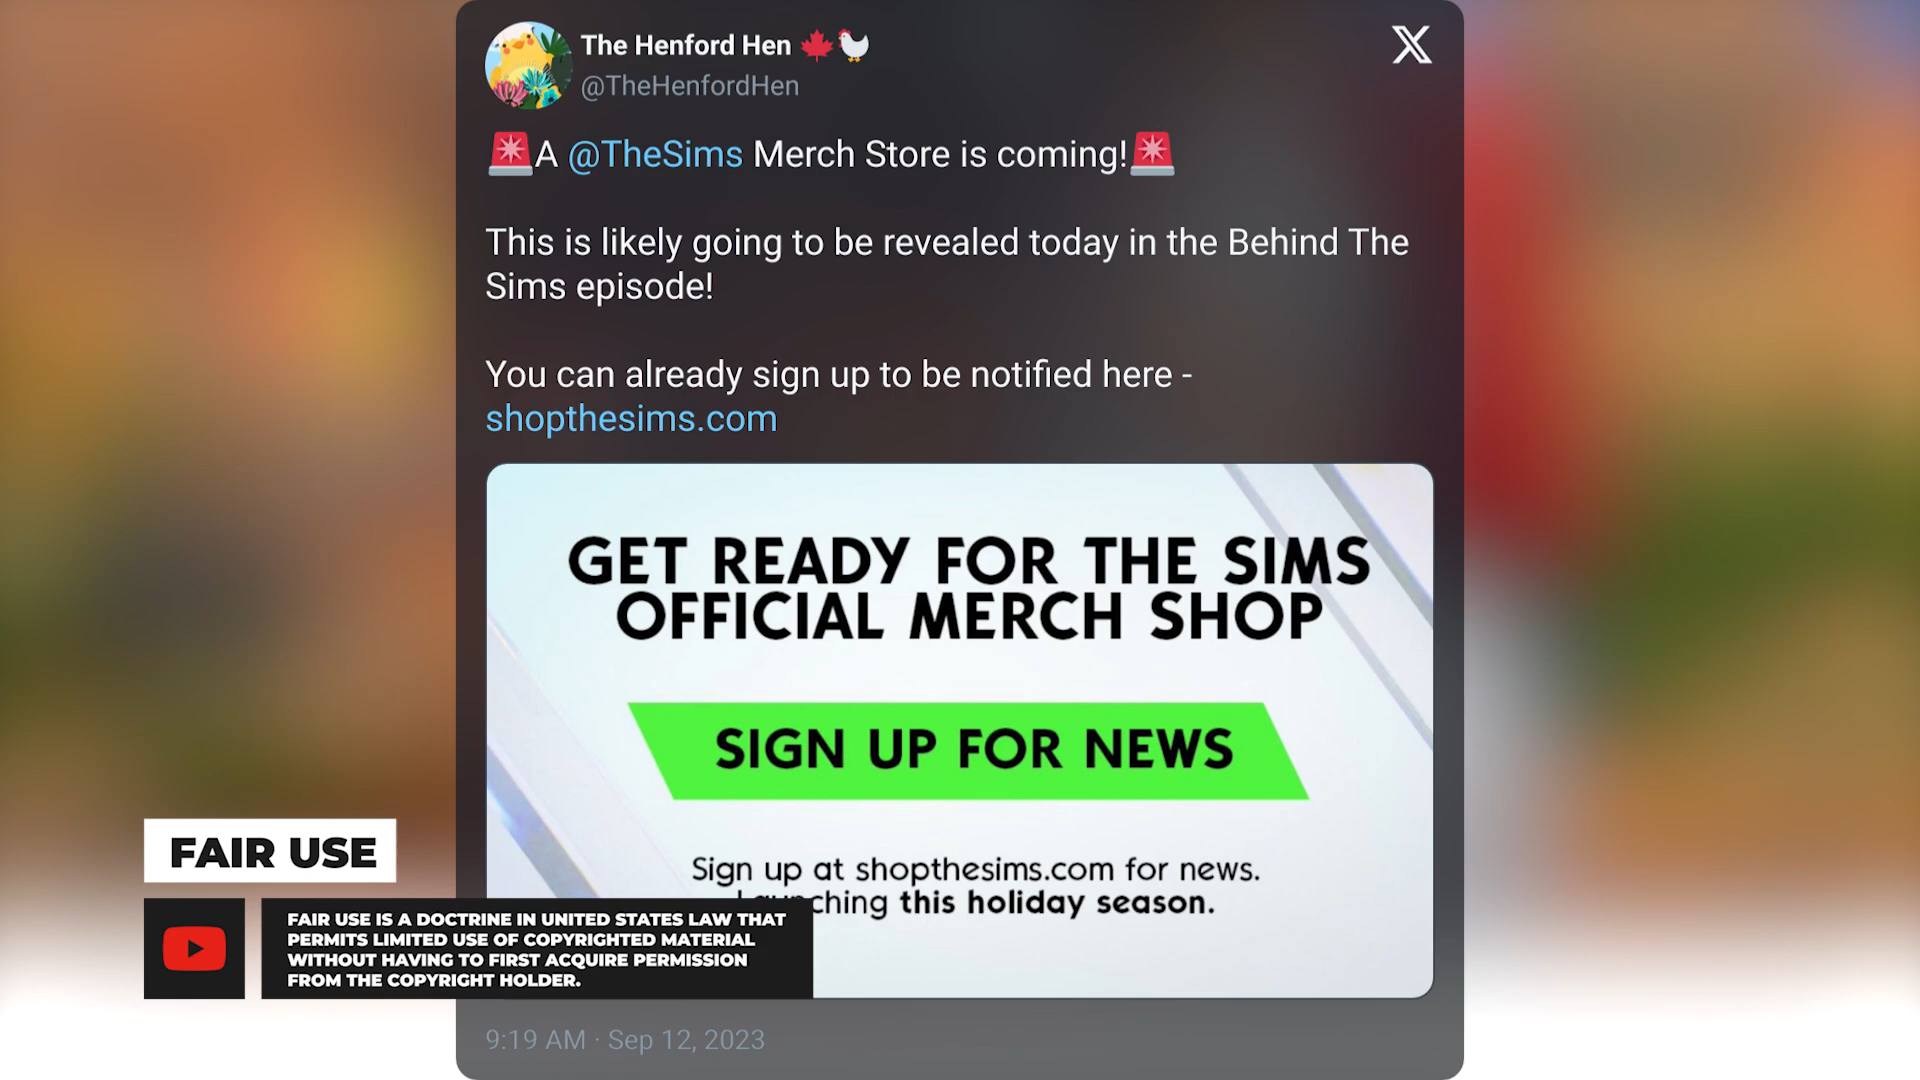 The Henford Hen 🍁🐔
@TheHenfordHen
🚨A @TheSims Merch Store is coming!🚨
This is likely going to be revealed today in the Behind The
Sims episode!
You can already sign up to be notified here -
shopthesims.com
GET READY FOR THE SIMS
OFFICIAL MERCH SHOP
SIGN UP FOR NEWS
Sign up at shopthesims.com for news.
this holiday season.
FAIR USE
FAIR USE IS A DOCTRINE IN UNITED STATES LAW THAT
PERMITS LIMITED USE OF COPYRIGHTED MATERIAL
WITHOUT HAVING TO FIRST ACQUIRE PERMISSION
FROM THE COPYRIGHT HOLDER.
9:19 AM · Sep 12, 2023